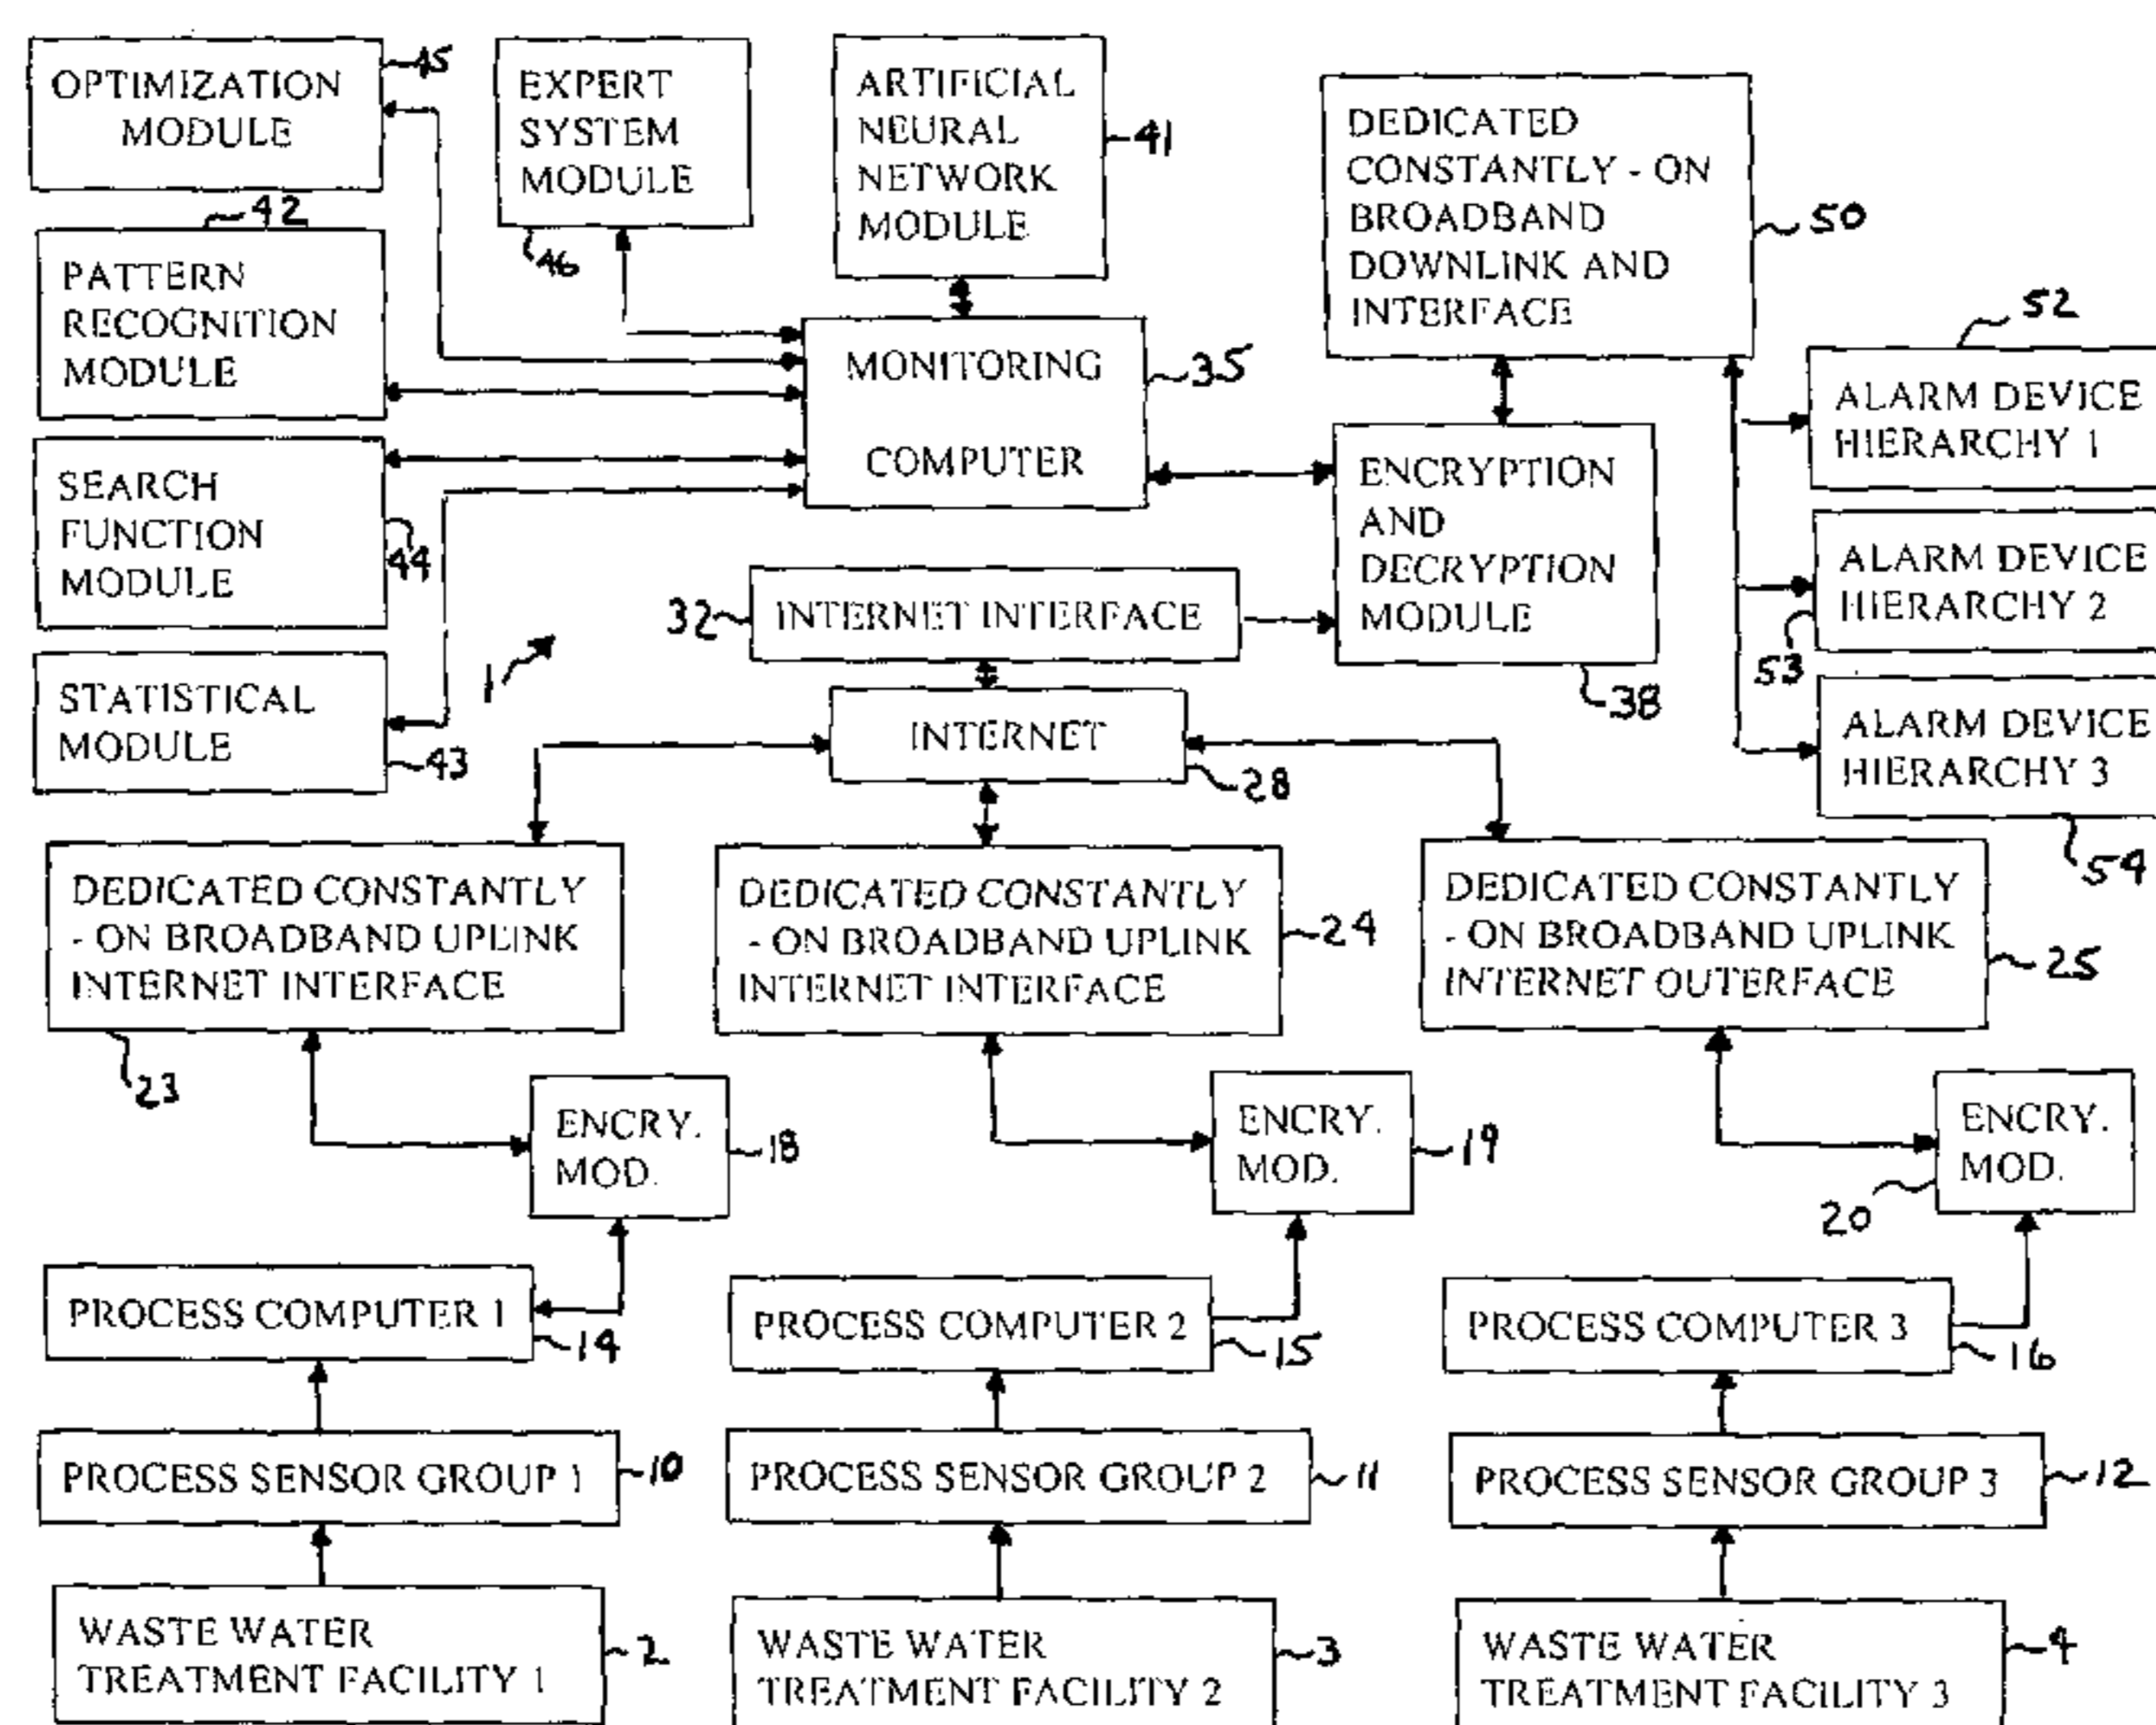 OPTIMIZATION
MODULE
45
EXPERT
SYSTEM
MODULE
46
ARTIFICIAL
NEURAL
NETWORK
MODULE
41
DEDICATED
CONSTANTLY - ON
BROADBAND
DOWNLINK AND
INTERFACE
50
42
PATTERN
RECOGNITION
MODULE
MONITORING
COMPUTER
35
52
ALARM DEVICE
HIERARCHY 1
SEARCH
FUNCTION
MODULE
44
ENCRYPTION
AND
DECRYPTION
MODULE
38
ALARM DEVICE
HIERARCHY 2
53
32
INTERNET INTERFACE
1
STATISTICAL
MODULE
43
INTERNET
28
ALARM DEVICE
HIERARCHY 3
54
DEDICATED CONSTANTLY
- ON BROADBAND UPLINK
INTERNET INTERFACE
23
DEDICATED CONSTANTLY
- ON BROADBAND UPLINK
INTERNET INTERFACE
24
DEDICATED CONSTANTLY
- ON BROADBAND UPLINK
INTERNET OUTERFACE
25
ENCRY.
MOD.
18
ENCRY.
MOD.
19
ENCRY.
MOD.
20
PROCESS COMPUTER 1
14
PROCESS COMPUTER 2
15
PROCESS COMPUTER 3
16
PROCESS SENSOR GROUP 1
10
PROCESS SENSOR GROUP 2
11
PROCESS SENSOR GROUP 3
12
WASTE WATER
TREATMENT FACILITY 1
2
WASTE WATER
TREATMENT FACILITY 2
3
WASTE WATER
TREATMENT FACILITY 3
4